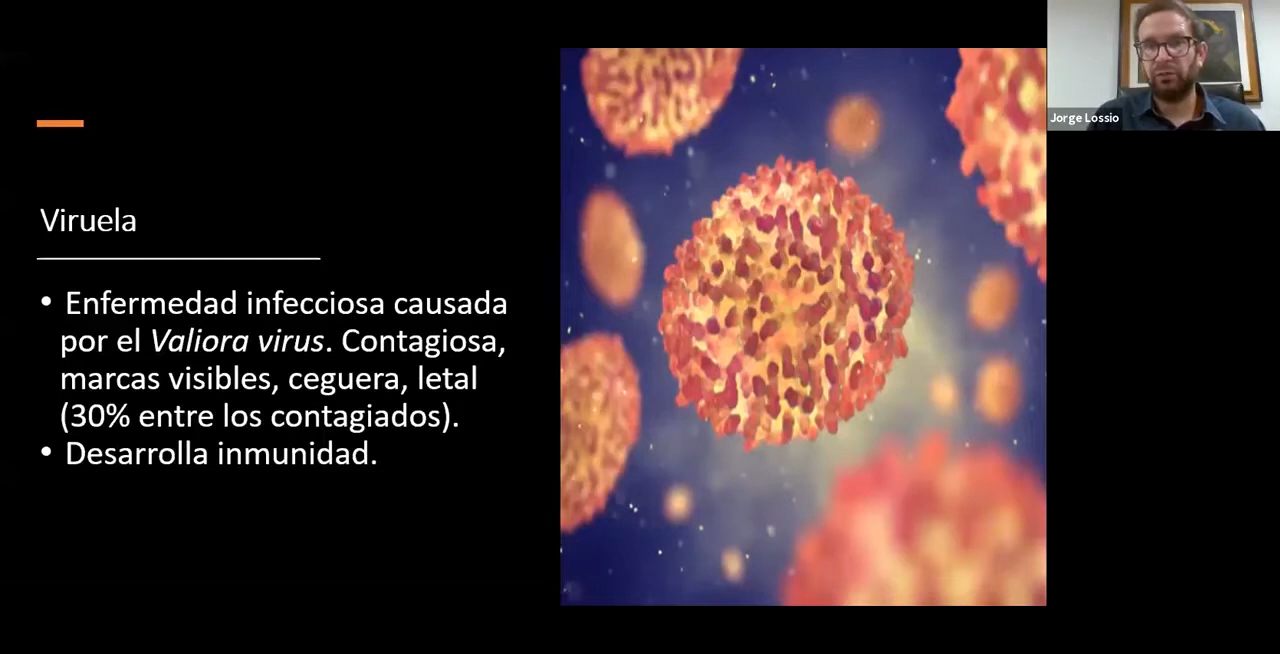 Viruela
• Enfermedad infecciosa causada
por el Valiora virus. Contagiosa,
marcas visibles, ceguera, letal
(30% entre los contagiados).
• Desarrolla inmunidad.
Jorge Lossio